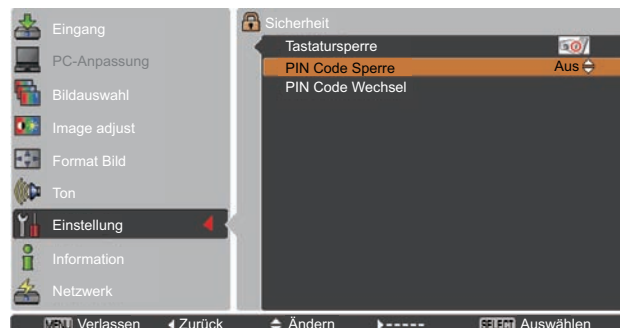 Eingang
PC-Anpassung
Bildauswahl
Image adjust
Format Bild
Ton
Einstellung
Information
Netzwerk
Sicherheit
Tastatursperre
PIN Code Sperre Aus
PIN Code Wechsel
MENU Verlassen Zurück Ändern ----- SELECT Auswählen